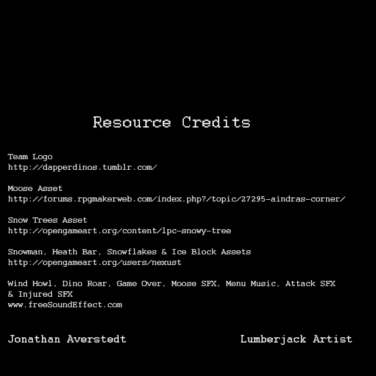 Resource Credits
Team Logo
http://dapperdinos.tumblr.com/
Moose Asset
http://forums.rpgmakerweb.com/index.php?/topic/27295-aindras-corner/
Snow Trees Asset
http://opengameart.org/content/lpc-snowy-tree
Snowman, Heath Bar, Snowflakes & Ice Block Assets
http://opengameart.org/users/nexust
Wind Howl, Dino Roar, Game Over, Moose SFX, Menu Music, Attack SFX
& Injured SFX
www.freeSoundEffect.com
Jonathan Averstedt Lumberjack Artist